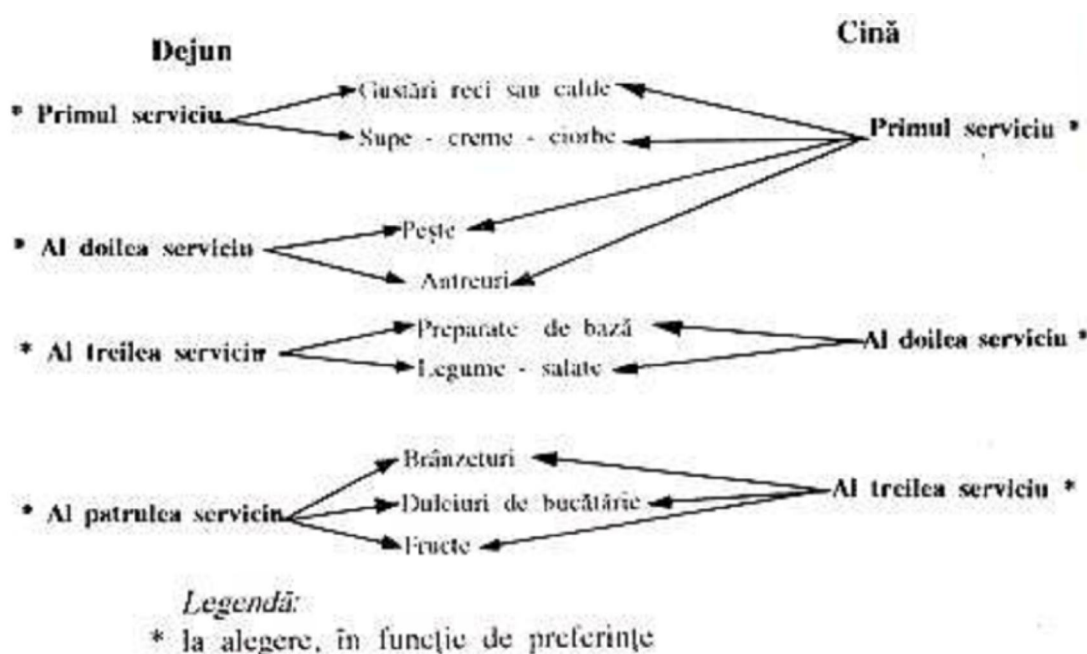 Dejun
Cină
* Primul serviciu
Gustări reci sau calde
Supe - creme - ciorbe
Primul serviciu *
* Al doilea serviciu
Pește
Antreuri
* Al treilea serviciu
Preparate de bază
Legume - salate
Al doilea serviciu *
* Al patrulea serviciu
Brânzeturi
Dulciuri de bucătărie
Fructe
Al treilea serviciu *
Legendă:
* la alegere, în funcție de preferințe